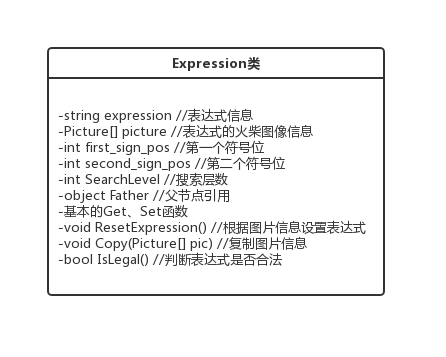 Expression类
-string expression //表达式信息
-Picture[] picture //表达式的火柴图像信息
-int first_sign_pos //第一个符号位
-int second_sign_pos //第二个符号位
-int SearchLevel //搜索层数
-object Father //父节点引用
-基本的Get、Set函数
-void ResetExpression() //根据图片信息设置表达式
-void Copy(Picture[] pic) //复制图片信息
-bool IsLegal() //判断表达式是否合法